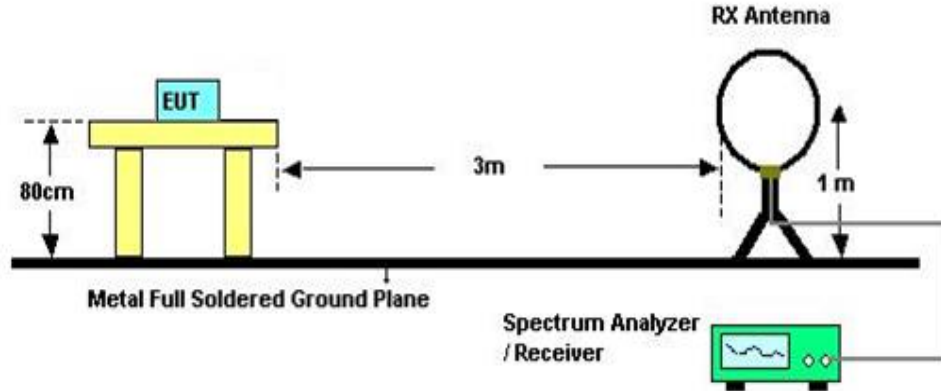 RX Antenna
EUT
80cm
3m
1 m
Metal Full Soldered Ground Plane
Spectrum Analyzer
/ Receiver